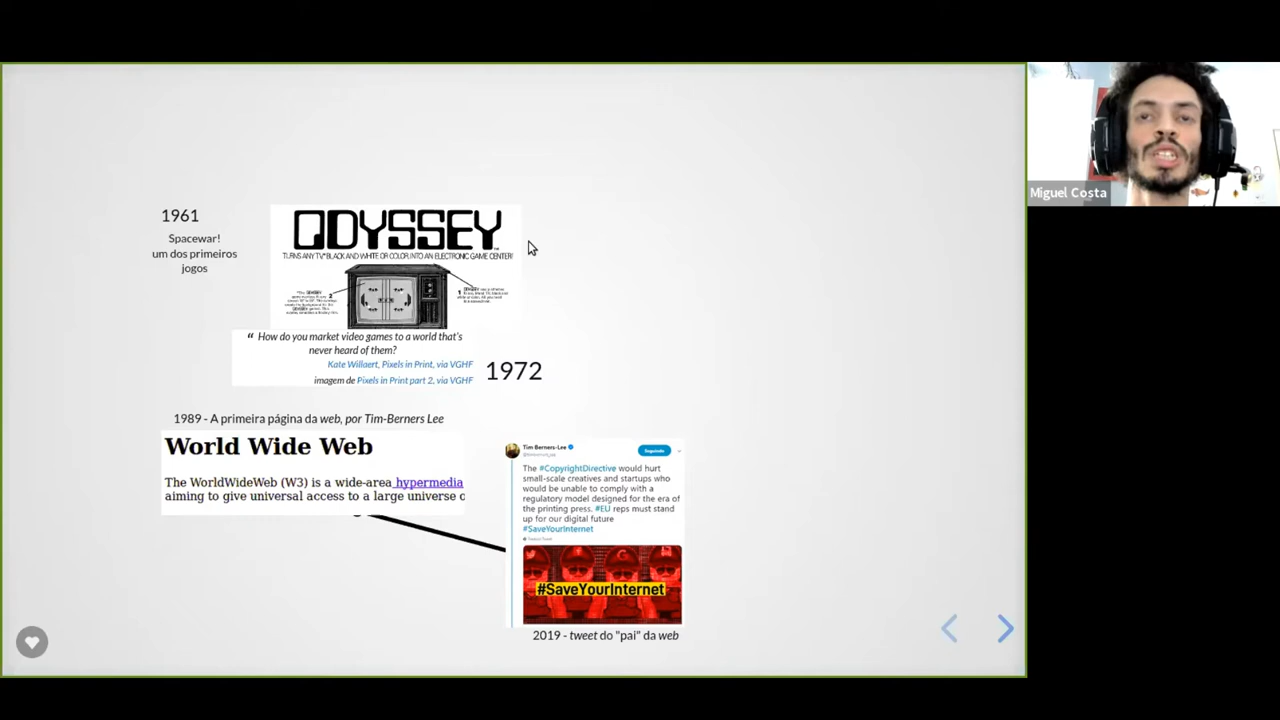 1961
Spacewar!
um dos primeiros
jogos
ODYSSEY
TURNS ANY TV* BLACK AND WHITE OR COLOR, INTO AN ELECTRONIC GAME CENTER!
2
1
“ How do you market video games to a world that's
never heard of them?
Kate Willaert, Pixels in Print, via VGHF
imagem de Pixels in Print part 2, via VGHF
1972
1989 - A primeira página da web, por Tim-Berners Lee
World Wide Web
The WorldWideWeb (W3) is a wide-area hypermedia
aiming to give universal access to a large universe o
Tim Berners-Lee
Seguindo
The #CopyrightDirective would hurt
small-scale creatives and startups who
would be unable to comply with a
regulatory model designed for the era of
the printing press. #EU reps must stand
up for our digital future
#SaveYourInternet
#SaveYourInternet
2019 - tweet do "pai" da web
Miguel Costa